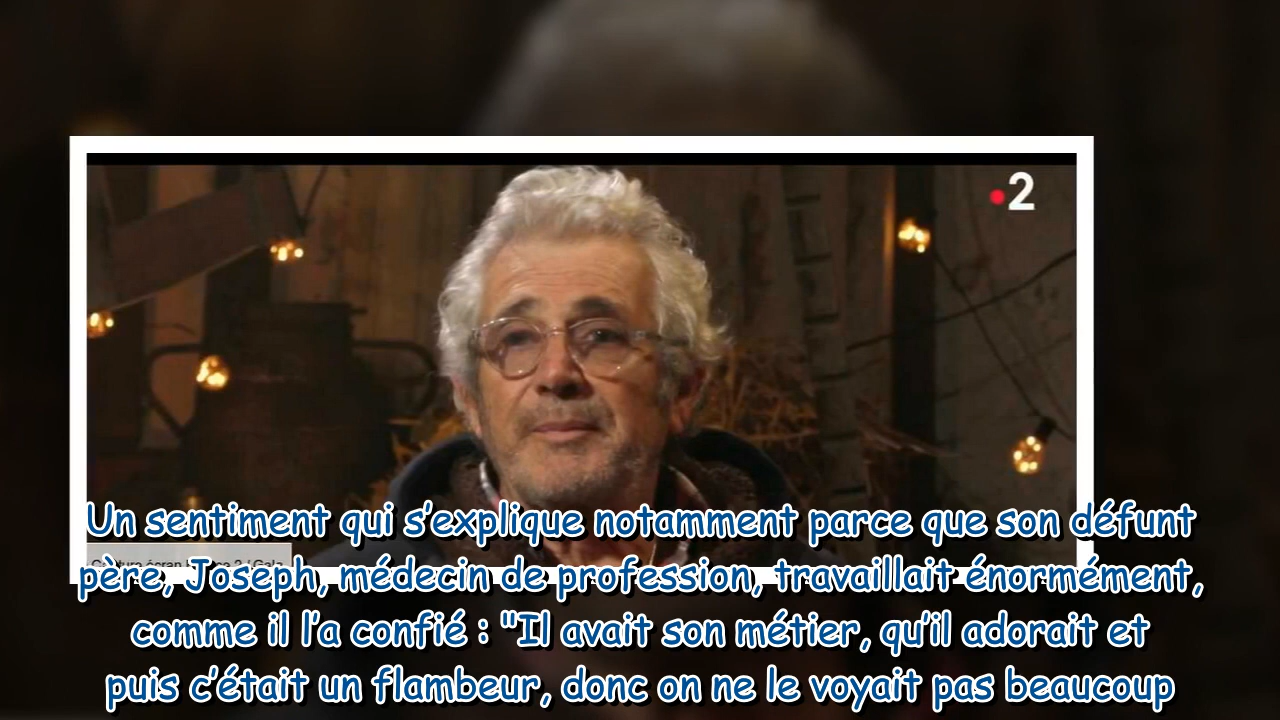 2
Un sentiment qui s'explique notamment parce que son défunt
père, Joseph, médecin de profession, travaillait énormément,
comme il l'a confié : "Il avait son métier, qu'il adorait et
puis c'était un flambeur, donc on ne le voyait pas beaucoup